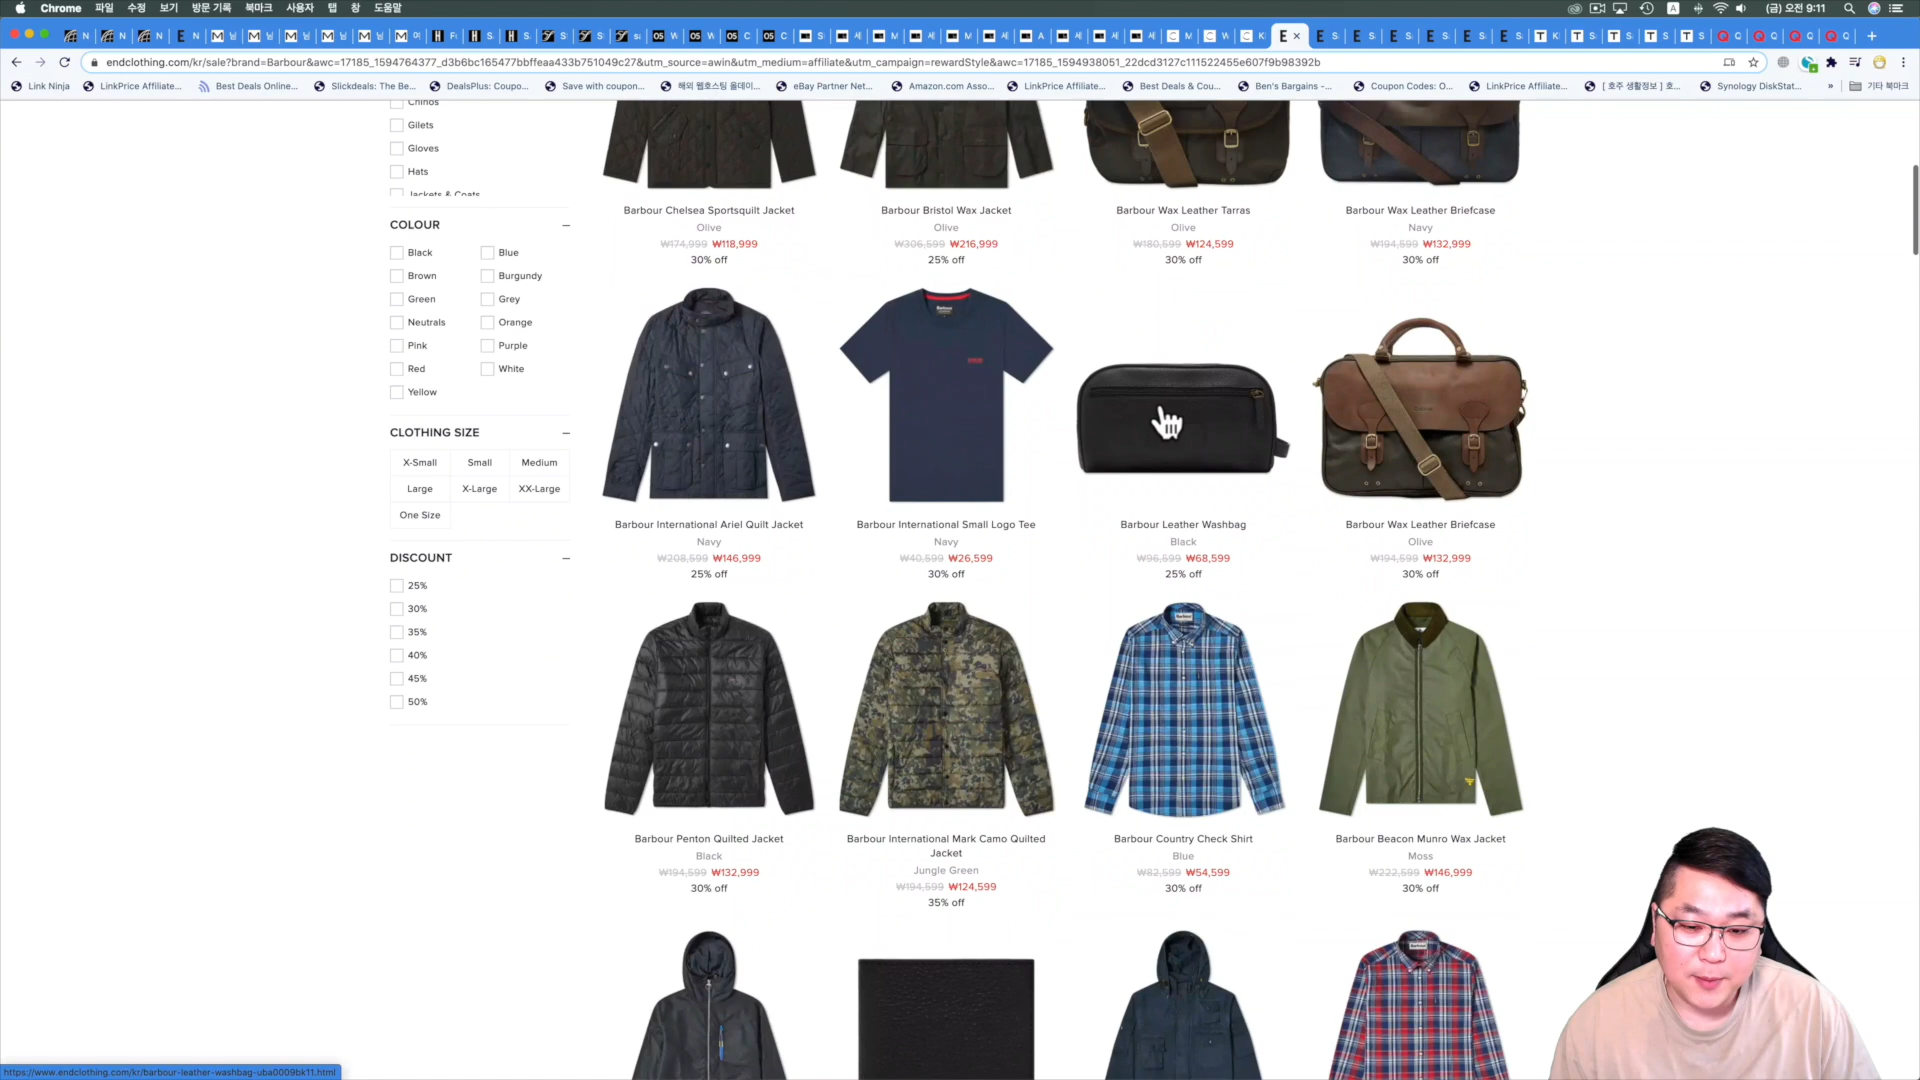 Chrome 파일 수정 보기 방문 기록 북마크 사용자 탭 창 도움말
(금) 오전 9:11
endclothing.com/kr/sale?brand=Barbour&awc=17185_1594764377_d3b6bc165477bbffeaa433b751049c27&utm_source=awin&utm_medium=affiliate&utm_campaign=rewardStyle&awc=17185_1594938051_22dcd3127c111522455e607f9b98392b
Link Ninja LinkPrice Affiliate... Best Deals Online... Slickdeals: The Be... DealsPlus: Coupo... Save with coupon... 해외 웹호스팅 올데이... eBay Partner Net... Amazon.com Asso... LinkPrice Affiliate... Best Deals & Cou... Ben's Bargains -... Coupon Codes: O... LinkPrice Affiliate... [ 호주 생활정보 ] 호... Synology DiskStat... » 기타 북마크
Chinos
Gilets
Gloves
Hats
Jackets & Coats
COLOUR
Black Blue
Brown Burgundy
Green Grey
Neutrals Orange
Pink Purple
Red White
Yellow
CLOTHING SIZE
X-Small Small Medium
Large X-Large XX-Large
One Size
DISCOUNT
25%
30%
35%
40%
45%
50%
Barbour Chelsea Sportsquilt Jacket
Olive
₩174,999 ₩118,999
30% off
Barbour Bristol Wax Jacket
Olive
₩306,599 ₩216,999
25% off
Barbour Wax Leather Tarras
Olive
₩180,599 ₩124,599
30% off
Barbour Wax Leather Briefcase
Navy
₩194,599 ₩132,999
30% off
Barbour International Ariel Quilt Jacket
Navy
₩208,599 ₩146,999
25% off
Barbour International Small Logo Tee
Navy
₩40,599 ₩26,599
30% off
Barbour Leather Washbag
Black
₩96,599 ₩68,599
25% off
Barbour Wax Leather Briefcase
Olive
₩194,599 ₩132,999
30% off
Barbour Penton Quilted Jacket
Black
₩194,599 ₩132,999
30% off
Barbour International Mark Camo Quilted
Jacket
Jungle Green
₩194,599 ₩124,599
35% off
Barbour Country Check Shirt
Blue
₩82,599 ₩54,599
30% off
Barbour Beacon Munro Wax Jacket
Moss
₩222,599 ₩146,999
30% off
https://www.endclothing.com/kr/barbour-leather-washbag-uba0009bk11.html